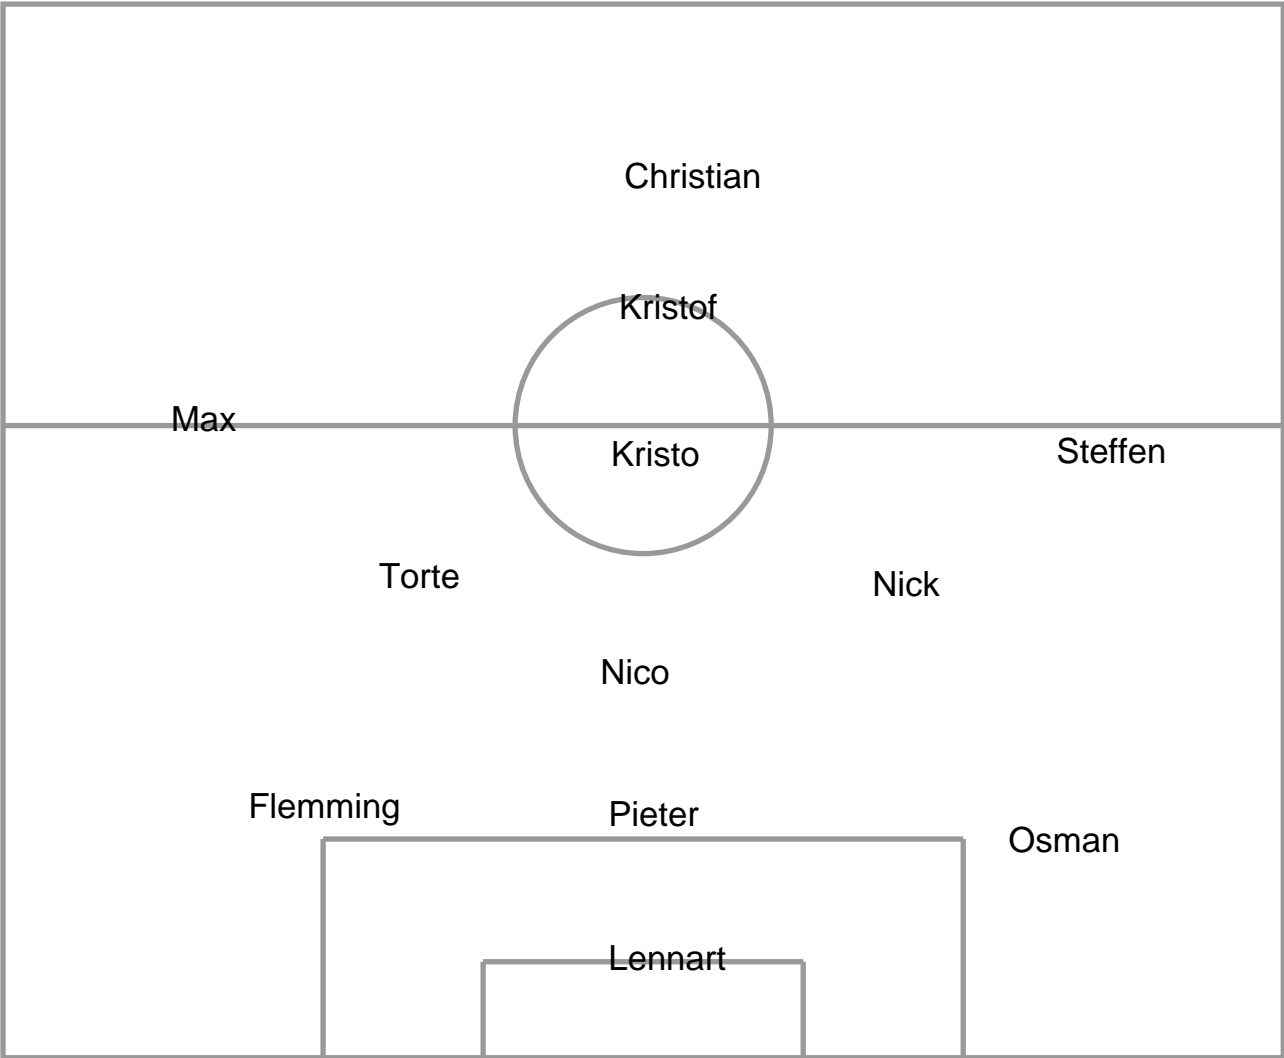 Christian
Kristof
Max
Kristo
Steffen
Torte
Nick
Nico
Flemming
Pieter
Osman
Lennart